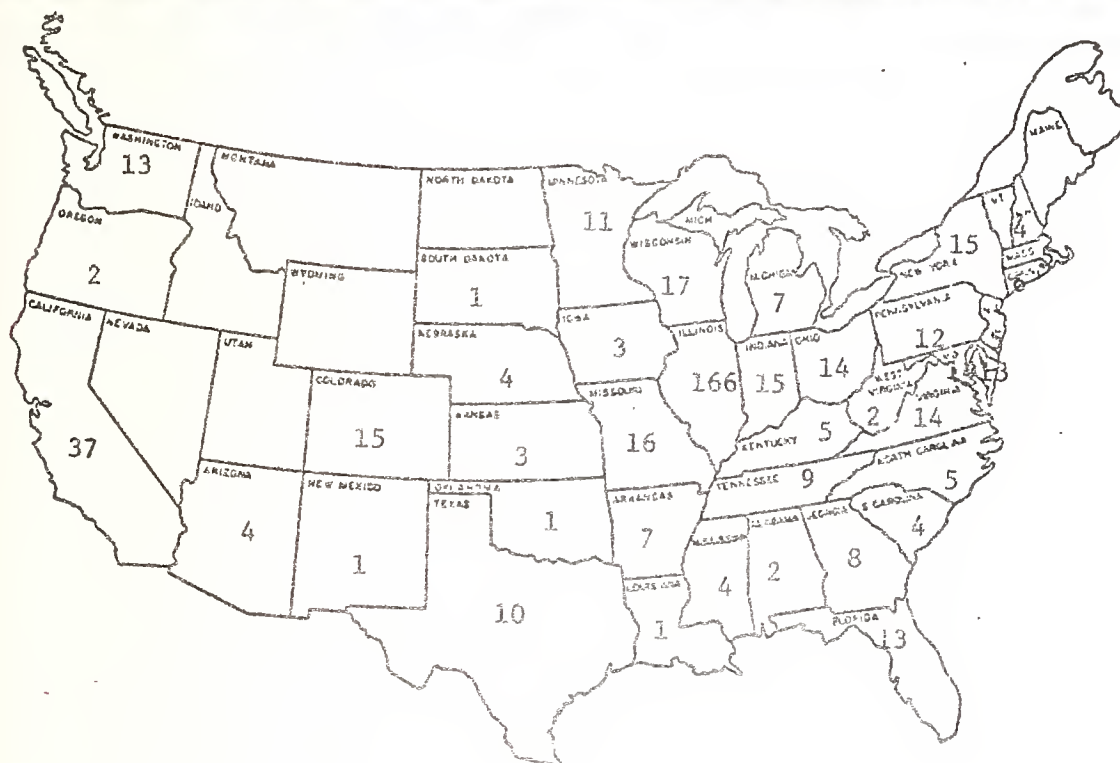 WASHINGTON
13
MONTANA
IDAHO
OREGON
2
NORTH DAKOTA
MINNESOTA
11
MICH
WISCONSIN
17
MICHIGAN
7
MAINE
VT
4
MASS
15
NEW YORK
SOUTH DAKOTA
1
WYOMING
CALIFORNIA
37
NEVADA
UTAH
NEBRASKA
4
IOWA
3
ILLINOIS
166
INDIANA
15
OHIO
14
PENNSYLVANIA
12
COLORADO
15
KANSAS
3
MISSOURI
16
KENTUCKY
5
WEST
VIRGINIA
2
VIRGINIA
14
ARIZONA
4
NEW MEXICO
1
OKLAHOMA
1
TEXAS
10
ARKANSAS
7
TENNESSEE
9
NORTH CAROLINA
5
S CAROLINA
4
MISSISSIPPI
4
ALABAMA
2
GEORGIA
8
LOUISIANA
1
FLORIDA
13